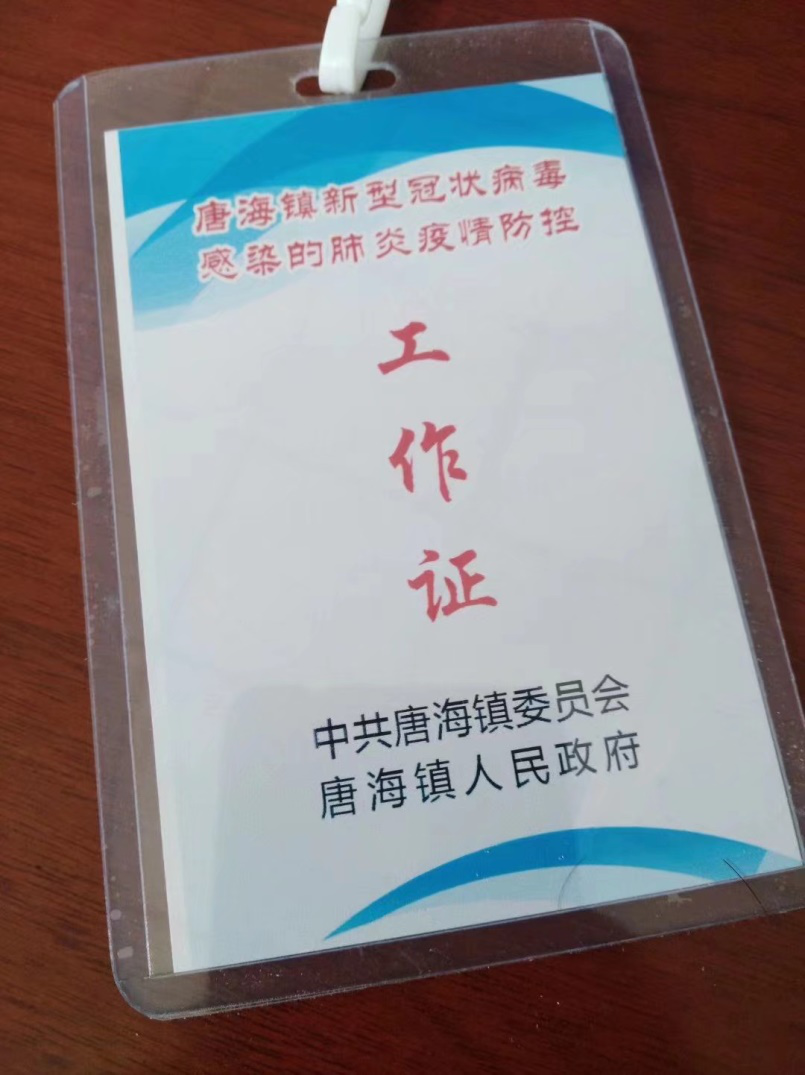 唐海镇新型冠状病毒
感染的肺炎疫情防控
工
作
证
中共唐海镇委员会
唐海镇人民政府